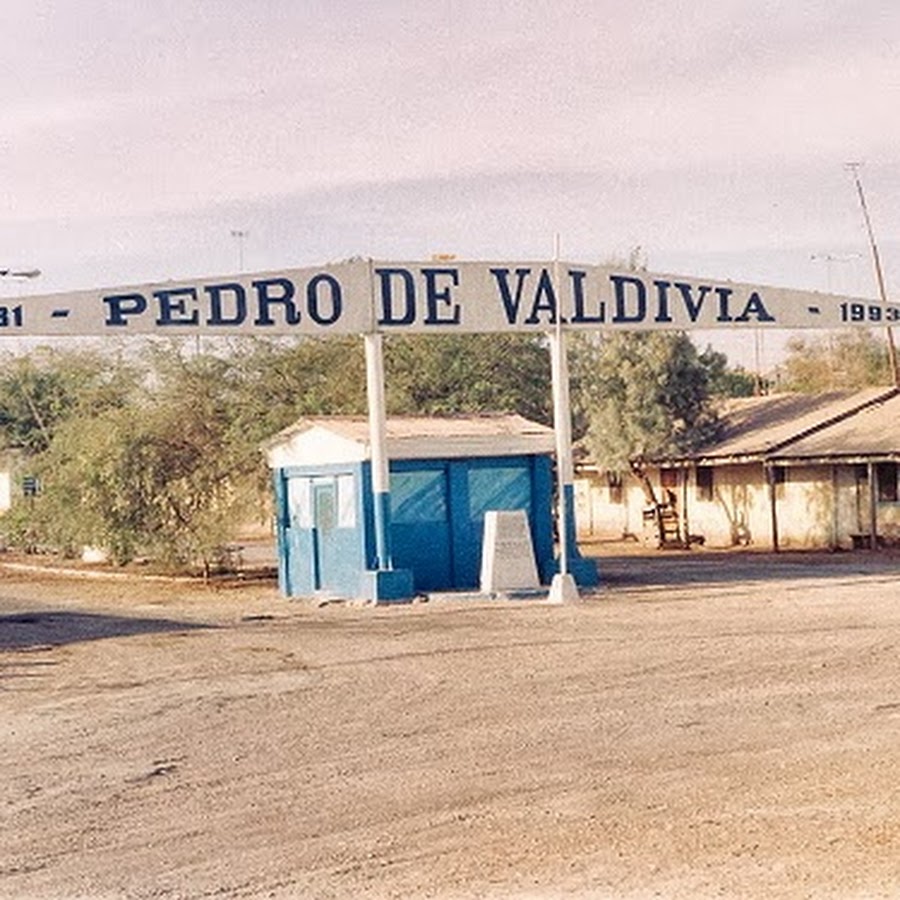 31 - PEDRO DE VALDIVIA - 1993